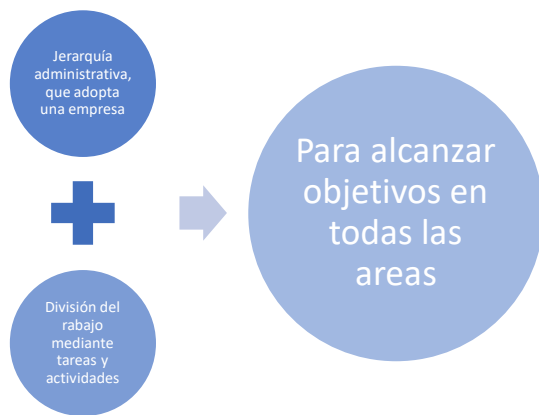 Jerarquía
administrativa,
que adopta
una empresa
División del
rabajo
mediante
tareas y
actividades
Para alcanzar
objetivos en
todas las
areas